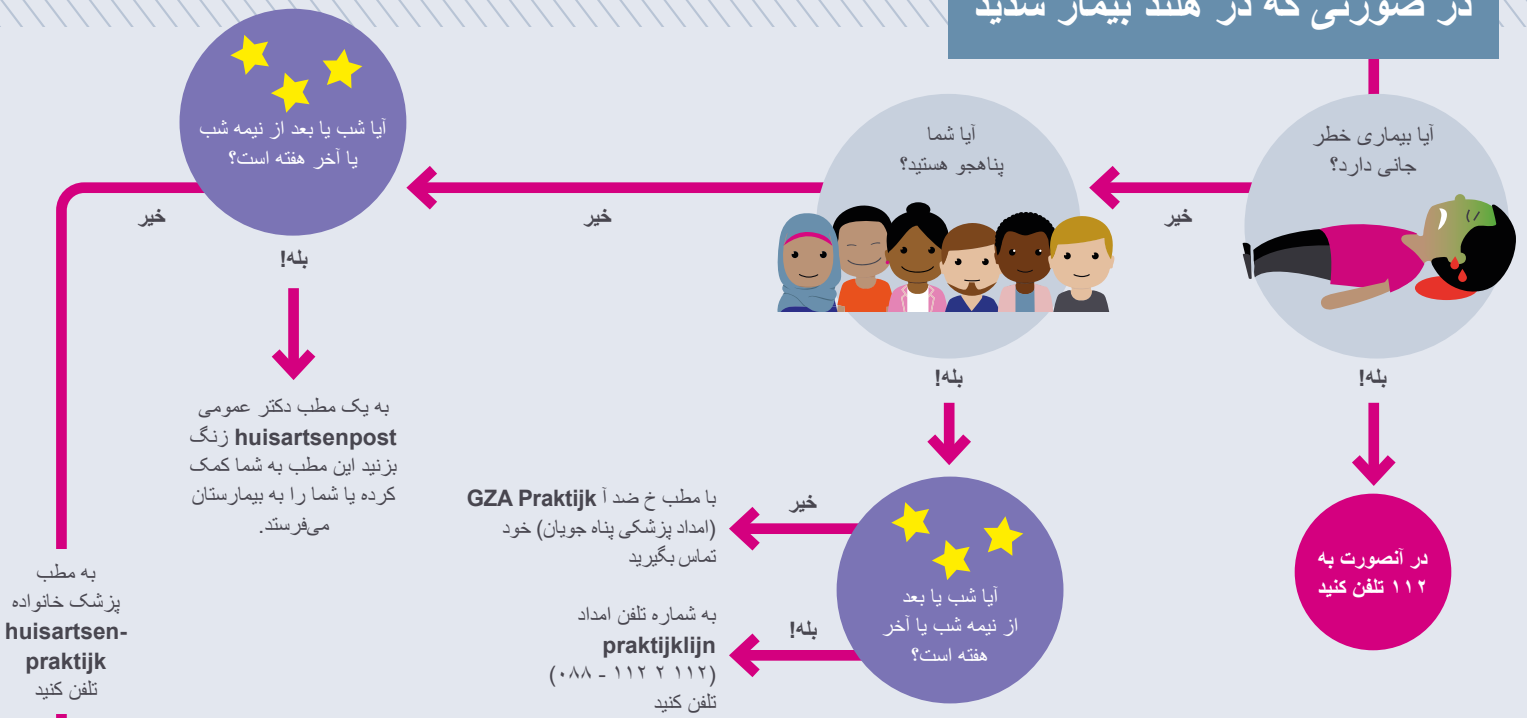 در صورتی که در هلند بیمار شدید
آیا بیماری خطر
جانی دارد؟
خیر
بله!
در آنصورت به
۱۱۲ تلفن کنید
آیا شما
پناهجو هستید؟
خیر
بله!
آیا شب یا بعد
از نیمه شب یا آخر
هفته است؟
خیر
با مطب خ ضد آ GZA Praktijk
(امداد پزشکی پناه جویان) خود
تماس بگیرید
بله!
به شماره تلفن امداد
praktijklijn
(۰۸۸ - ۱۱۲ ۲ ۱۱۲)
تلفن کنید
آیا شب یا بعد از نیمه شب
یا آخر هفته است؟
بله!
به یک مطب دکتر عمومی
huisartsenpost زنگ
بزنید این مطب به شما کمک
کرده یا شما را به بیمارستان
می‌فرستد.
خیر
به مطب
پزشک خانواده
huisartsen-
praktijk
تلفن کنید